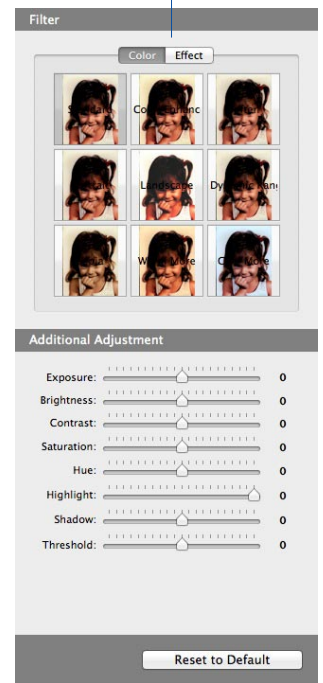 Filter
Color Effect
Landscape
Additional Adjustment
Exposure: 0
Brightness: 0
Contrast: 0
Saturation: 0
Hue: 0
Highlight: 0
Shadow: 0
Threshold: 0
Reset to Default